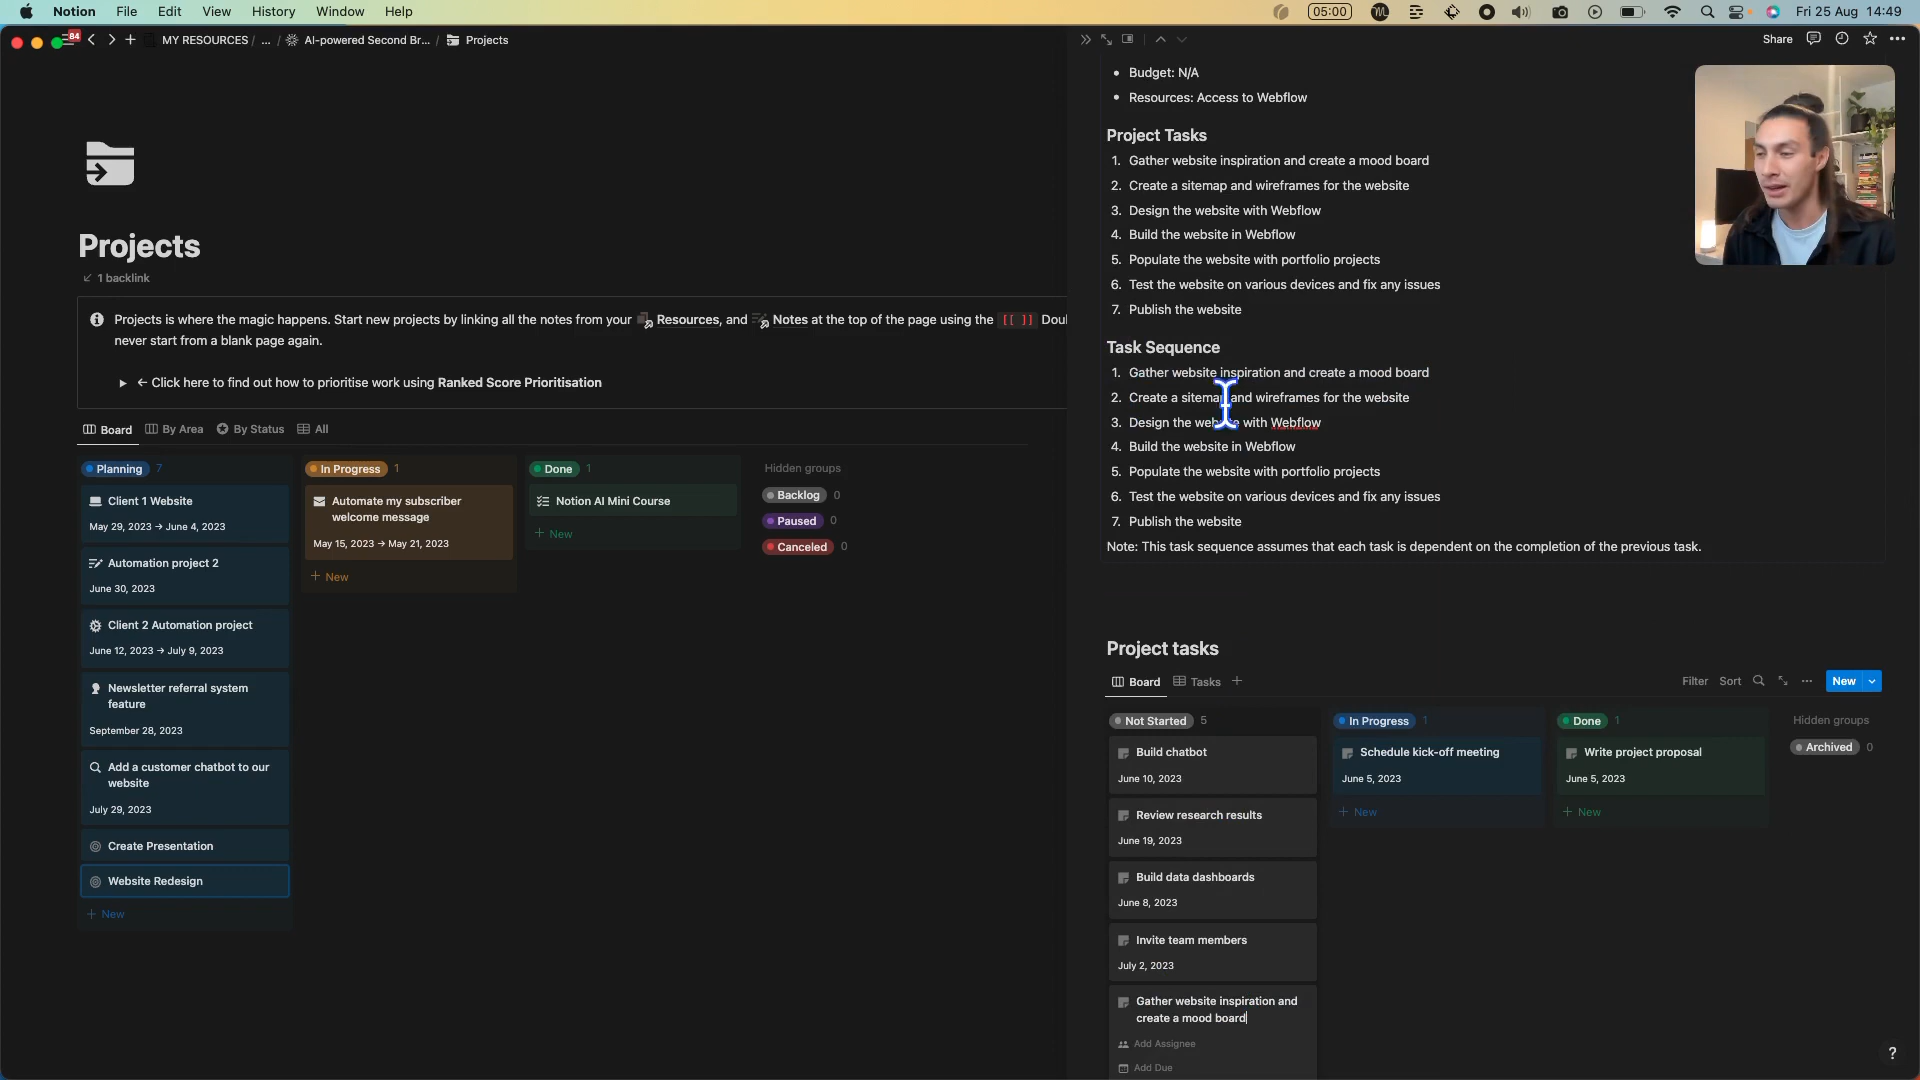 Notion File Edit View History Window Help
05:00
Fri 25 Aug 14:49
84
MY RESOURCES / ... / AI-powered Second Br... / Projects
Share
Projects
1 backlink
Projects is where the magic happens. Start new projects by linking all the notes from your Resources, and Notes at the top of the page using the [[ ]] Doul
never start from a blank page again.
← Click here to find out how to prioritise work using Ranked Score Prioritisation
Board By Area By Status All
Planning 7
Client 1 Website
May 29, 2023 → June 4, 2023
Automation project 2
June 30, 2023
Client 2 Automation project
June 12, 2023 → July 9, 2023
Newsletter referral system
feature
September 28, 2023
Add a customer chatbot to our
website
July 29, 2023
Create Presentation
Website Redesign
+ New
In Progress 1
Automate my subscriber
welcome message
May 15, 2023 → May 21, 2023
+ New
Done 1
Notion AI Mini Course
+ New
Hidden groups
Backlog 0
Paused 0
Canceled 0
Budget: N/A
Resources: Access to Webflow
Project Tasks
1. Gather website inspiration and create a mood board
2. Create a sitemap and wireframes for the website
3. Design the website with Webflow
4. Build the website in Webflow
5. Populate the website with portfolio projects
6. Test the website on various devices and fix any issues
7. Publish the website
Task Sequence
1. Gather website inspiration and create a mood board
2. Create a sitemap and wireframes for the website
3. Design the website with Webflow
4. Build the website in Webflow
5. Populate the website with portfolio projects
6. Test the website on various devices and fix any issues
7. Publish the website
Note: This task sequence assumes that each task is dependent on the completion of the previous task.
Project tasks
Board Tasks +
Filter Sort New
Not Started 5
Build chatbot
June 10, 2023
Review research results
June 19, 2023
Build data dashboards
June 8, 2023
Invite team members
July 2, 2023
Gather website inspiration and
create a mood board
Add Assignee
Add Due
In Progress 1
Schedule kick-off meeting
June 5, 2023
+ New
Done 1
Write project proposal
June 5, 2023
+ New
Hidden groups
Archived 0
?